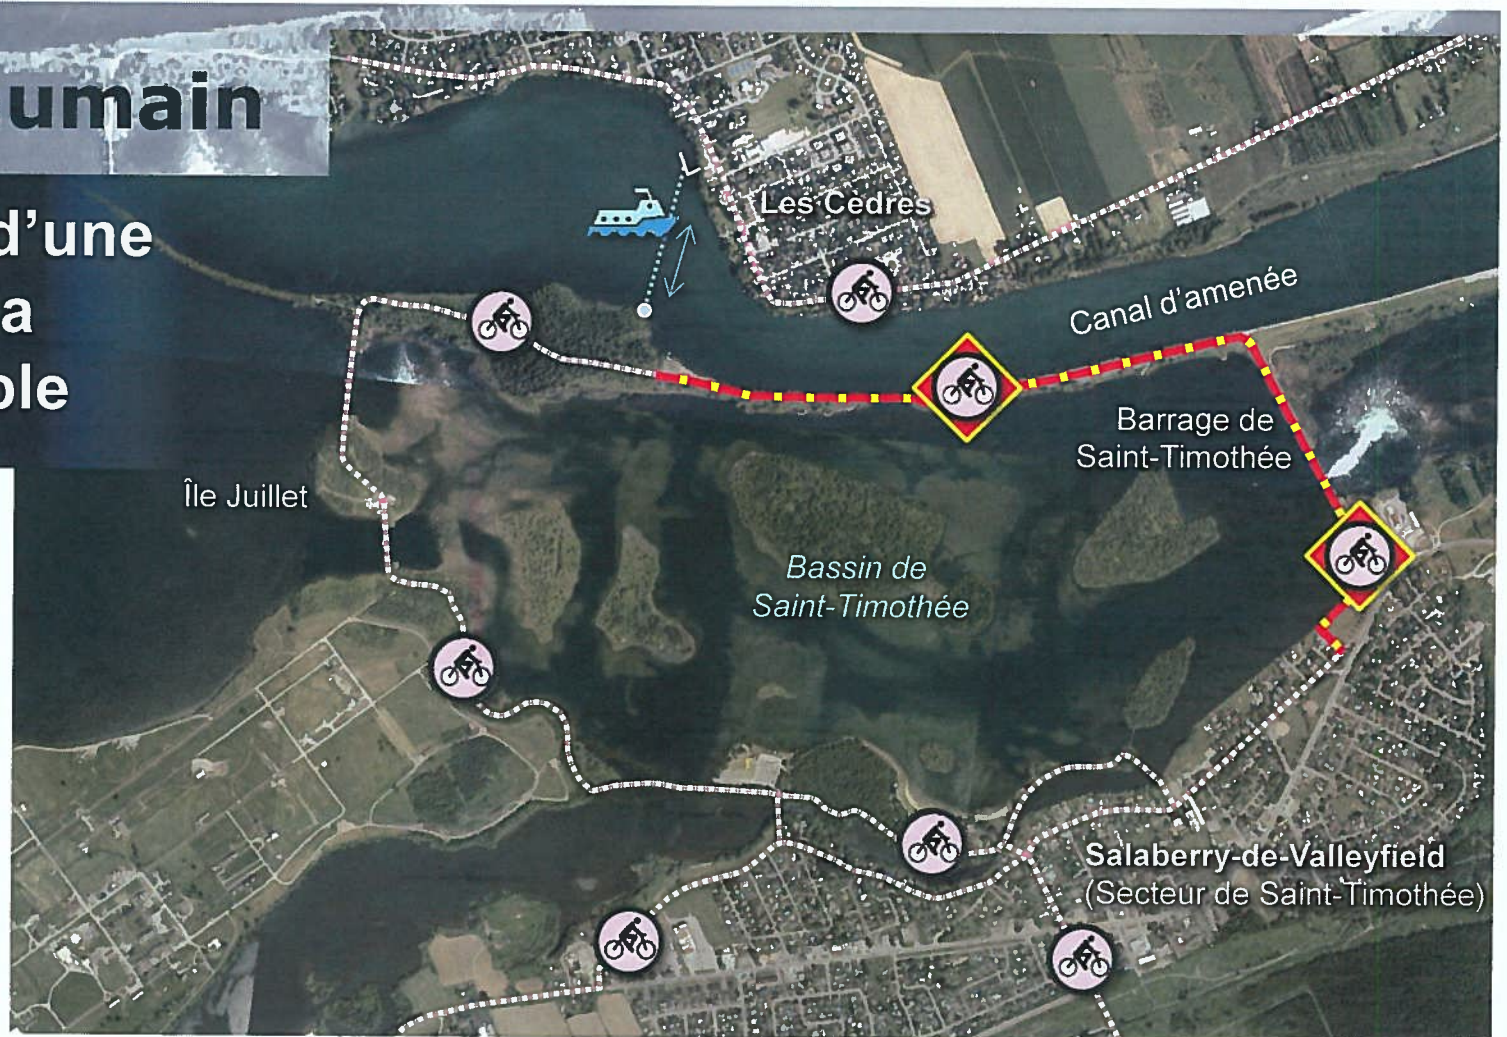 umain
d'une
a
ple
Les Cèdres
Canal d'amenée
Barrage de
Saint-Timothée
Île Juillet
Bassin de
Saint-Timothée
Salaberry-de-Valleyfield
(Secteur de Saint-Timothée)